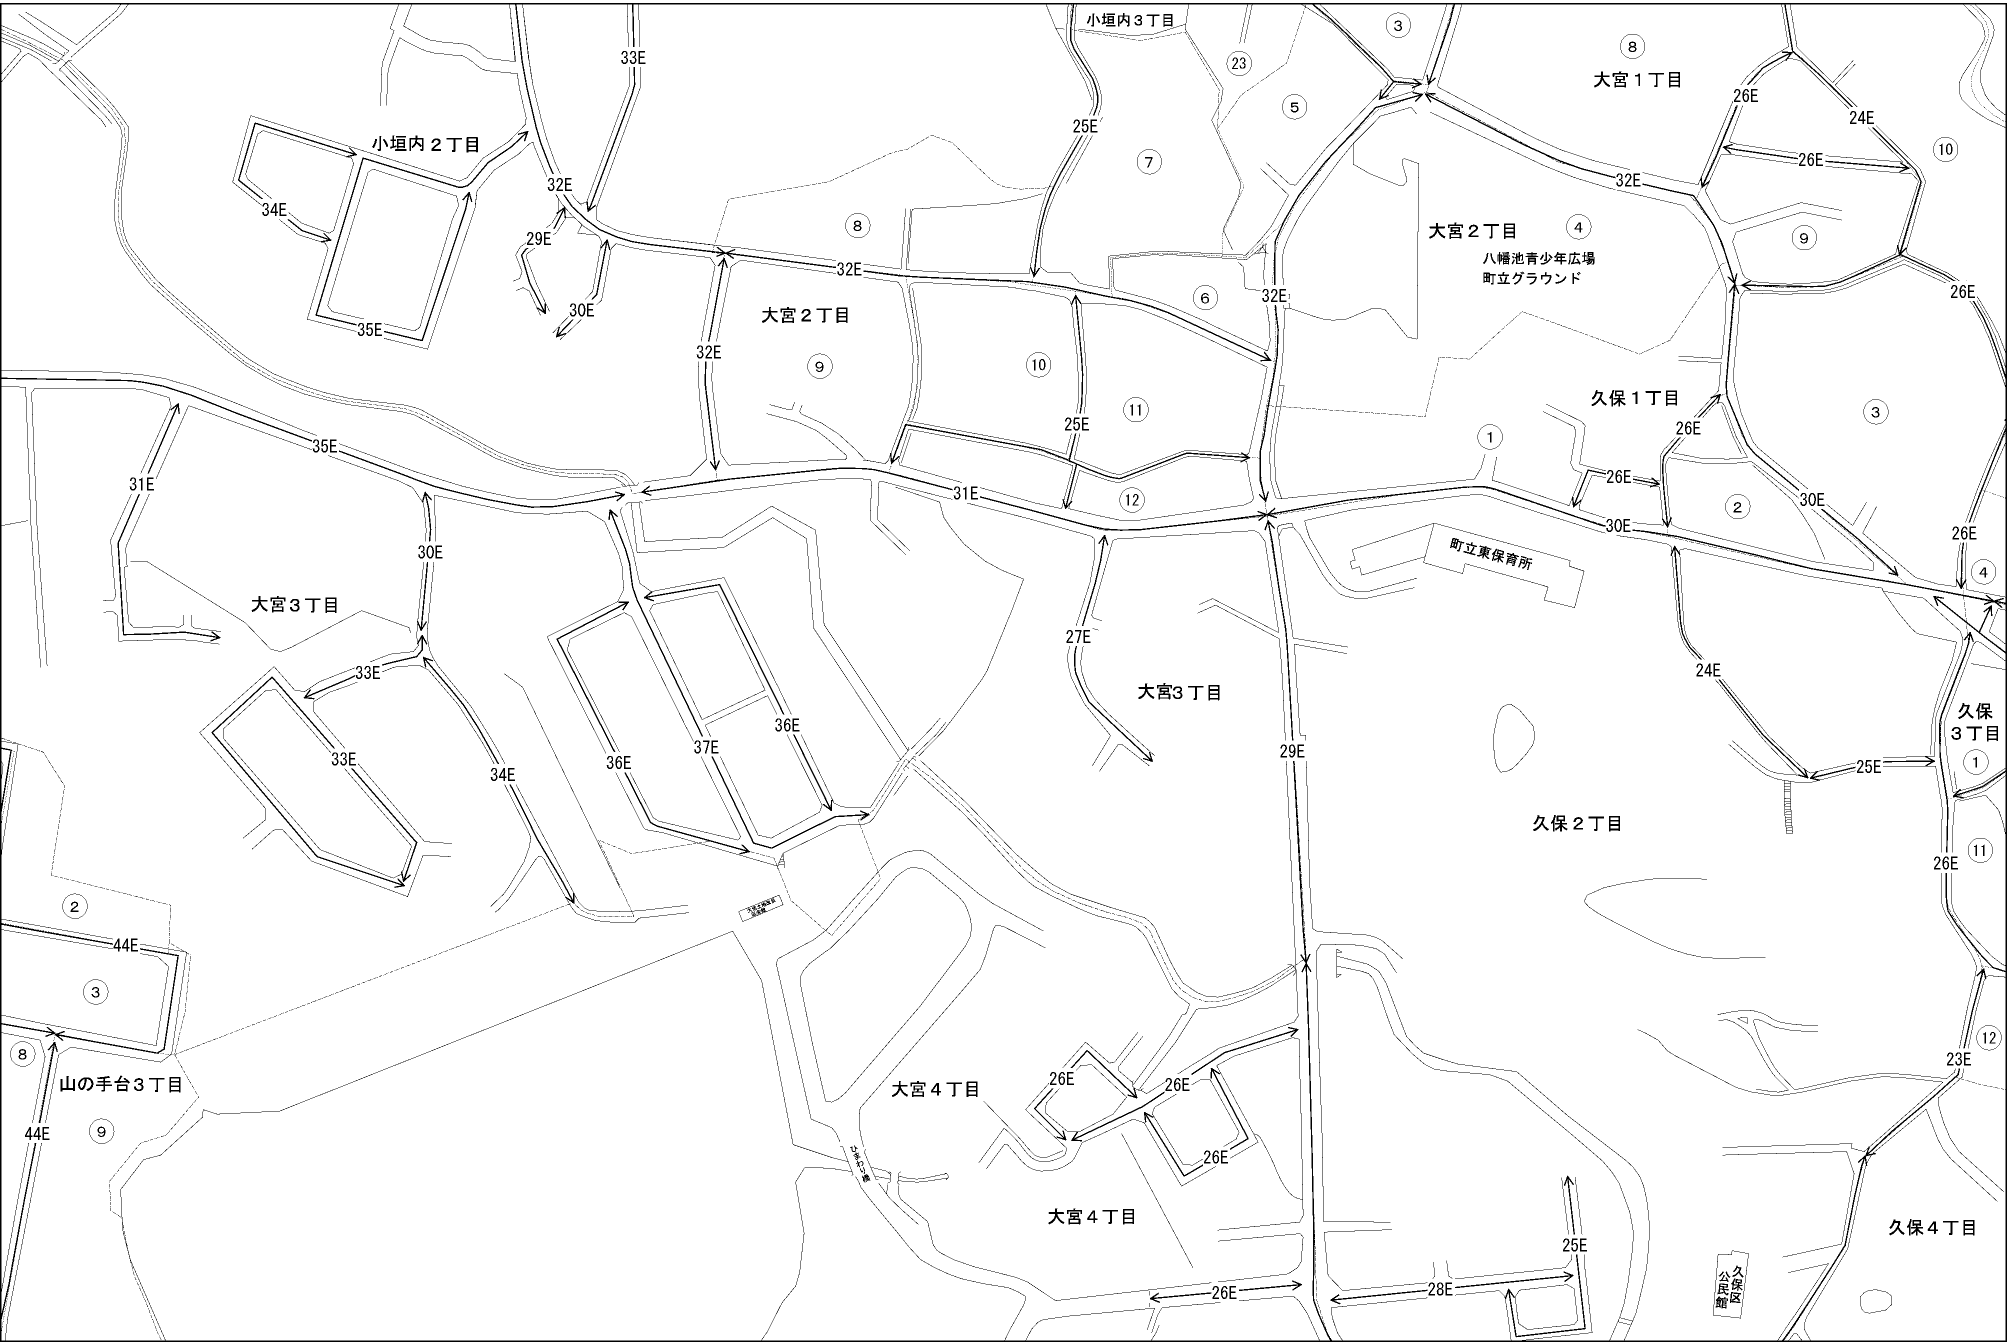 小垣内３丁目
③
⑧
33E
㉓
大宮１丁目
26E
⑤
24E
25E
小垣内２丁目
⑩
⑦
26E
32E
32E
34E
⑧
④
大宮２丁目
29E
⑨
八幡池青少年広場
町立グラウンド
32E
26E
32E
⑥
30E
大宮２丁目
35E
32E
⑨
⑩
久保１丁目
⑪
③
25E
26E
①
35E
26E
31E
31E
⑫
30E
②
30E
26E
30E
町立東保育所
④
大宮３丁目
27E
33E
24E
大宮３丁目
久保
３丁目
36E
37E
29E
33E
36E
①
25E
34E
久保２丁目
⑪
26E
②
44E
③
⑫
⑧
23E
26E
山の手台３丁目
26E
大宮４丁目
⑨
44E
26E
ひまわり橋
大宮４丁目
久保４丁目
25E
28E
26E
久保区
公民館